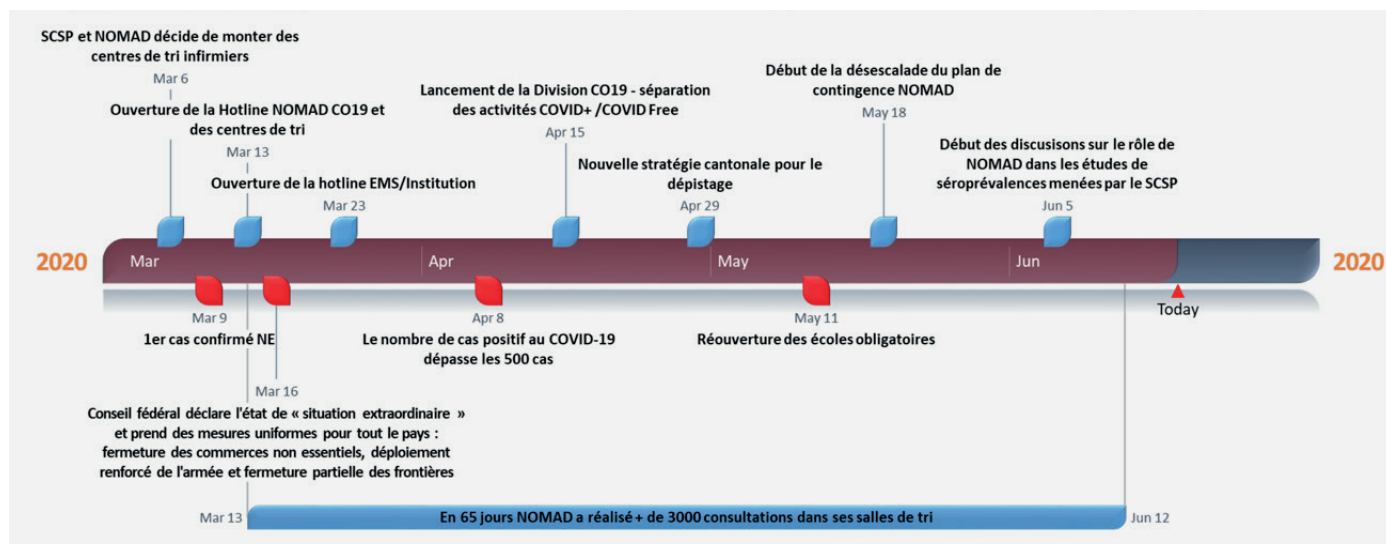 SCSP et NOMAD décide de monter des
centres de tri infirmiers
Mar 6
Ouverture de la Hotline NOMAD CO19 et
des centres de tri
Mar 13
Ouverture de la hotline EMS/Institution
Mar 23
Lancement de la Division CO19 - séparation
des activités COVID+ /COVID Free
Apr 15
Nouvelle stratégie cantonale pour le
dépistage
Apr 29
Début de la désescalade du plan de
contingence NOMAD
May 18
Début des discusisons sur le rôle de
NOMAD dans les études de
séroprévalences menées par le SCSP
Jun 5
2020
Mar
Apr
May
Jun
2020
Today
Mar 9
1er cas confirmé NE
Mar 16
Conseil fédéral déclare l'état de « situation extraordinaire »
et prend des mesures uniformes pour tout le pays :
fermeture des commerces non essentiels, déploiement
renforcé de l'armée et fermeture partielle des frontières
Apr 8
Le nombre de cas positif au COVID-19
dépasse les 500 cas
May 11
Réouverture des écoles obligatoires
Mar 13
En 65 jours NOMAD a réalisé + de 3000 consultations dans ses salles de tri
Jun 12